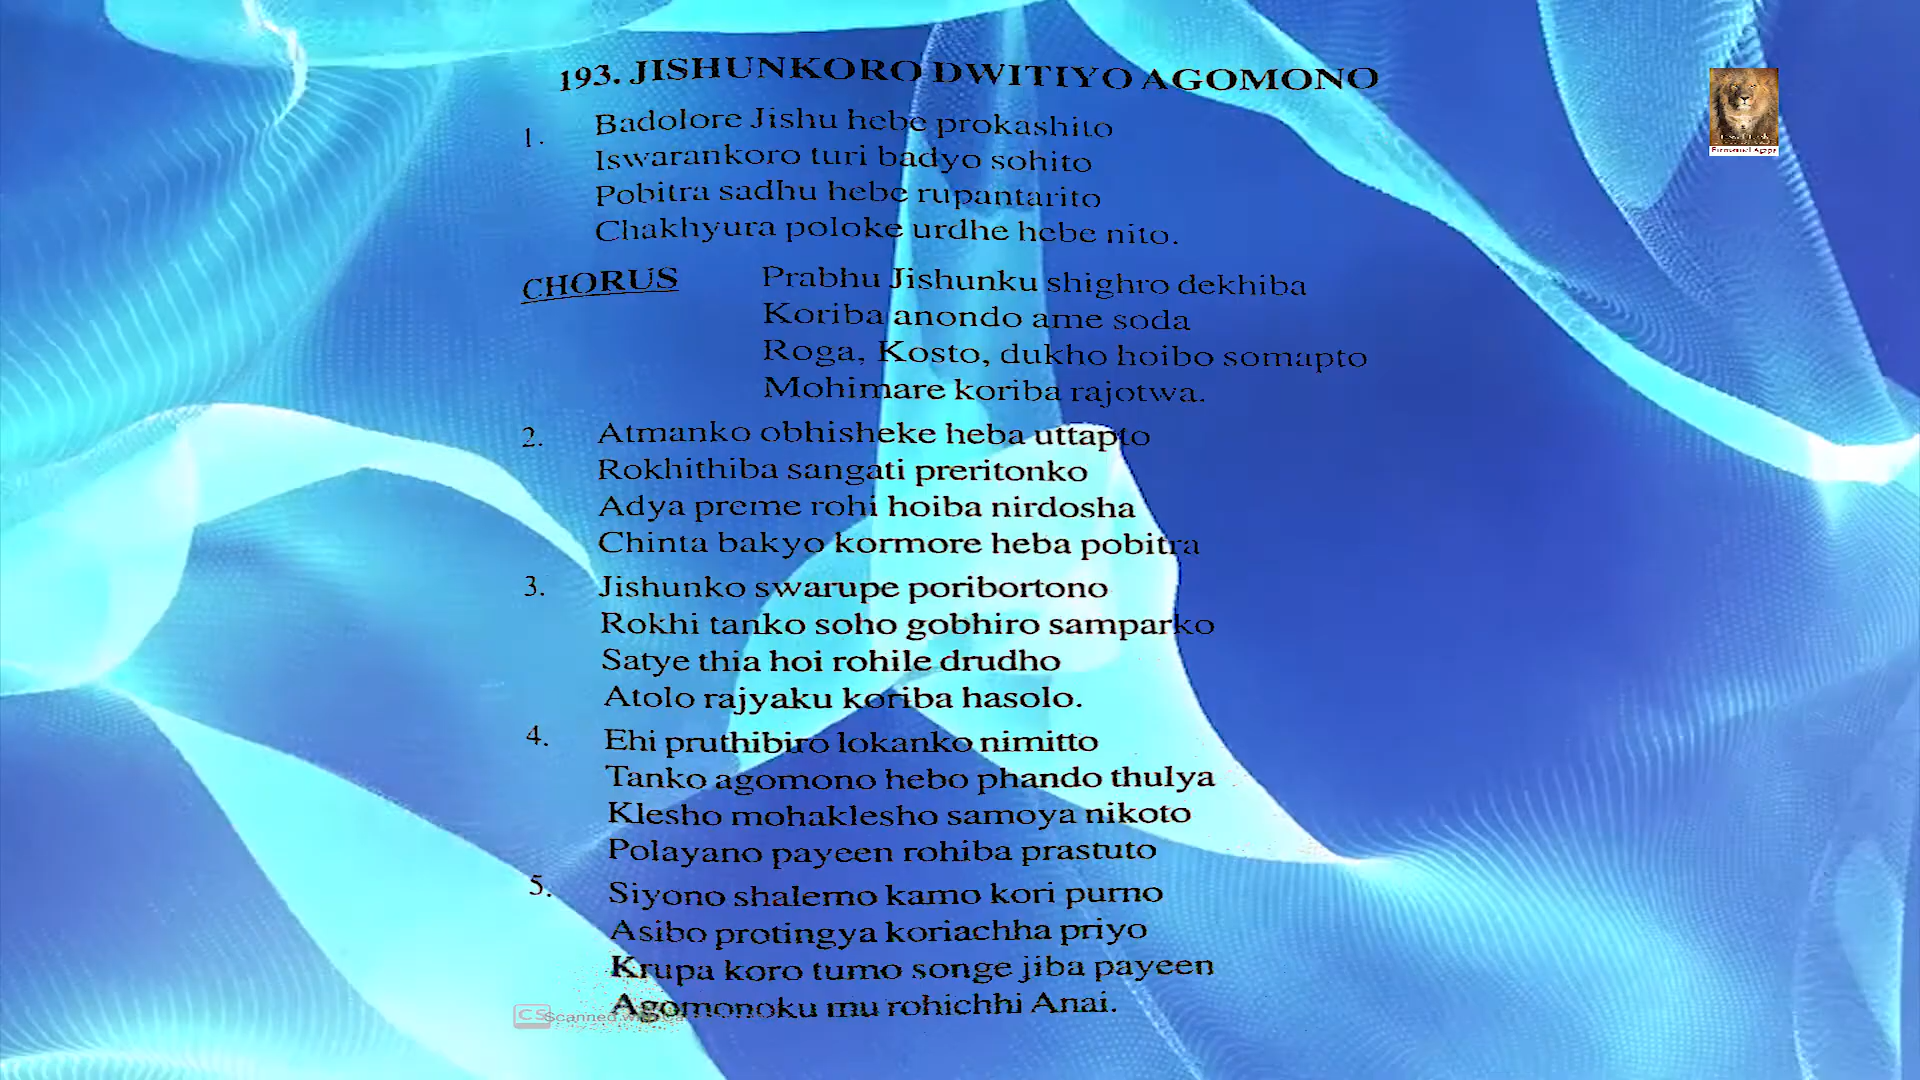 193. JISHUNKORO DWITIYO AGOMONO
1. Badolore Jishu hebe prokashito
Iswarankoro turi badyo sohito
Pobitra sadhu hebe rupantarito
Chakhyura poloke urdhe hebe nito.
CHORUS Prabhu Jishunku shighro dekhiba
Koriba anondo ame soda
Roga, Kosto, dukho hoibo somapto
Mohimare koriba rajotwa.
2. Atmanko obhisheke heba uttapto
Rokhithiba sangati preritonko
Adya preme rohi hoiba nirdosha
Chinta bakyo kormore heba pobitra
3. Jishunko swarupe poribortono
Rokhi tanko soho gobhiro samparko
Satye thia hoi rohile drudho
Atolo rajyaku koriba hasolo.
4. Ehi pruthibiro lokanko nimitto
Tanko agomono hebo phando thulya
Klesho mohaklesho samoya nikoto
Polayano payeen rohiba prastuto
5. Siyono shalemo kamo kori purno
Asibo protingya koriachha priyo
Krupa koro tumo songe jiba payeen
Agomonoku mu rohichhi Anai.
CS Scanned with
Emmanuel Agape